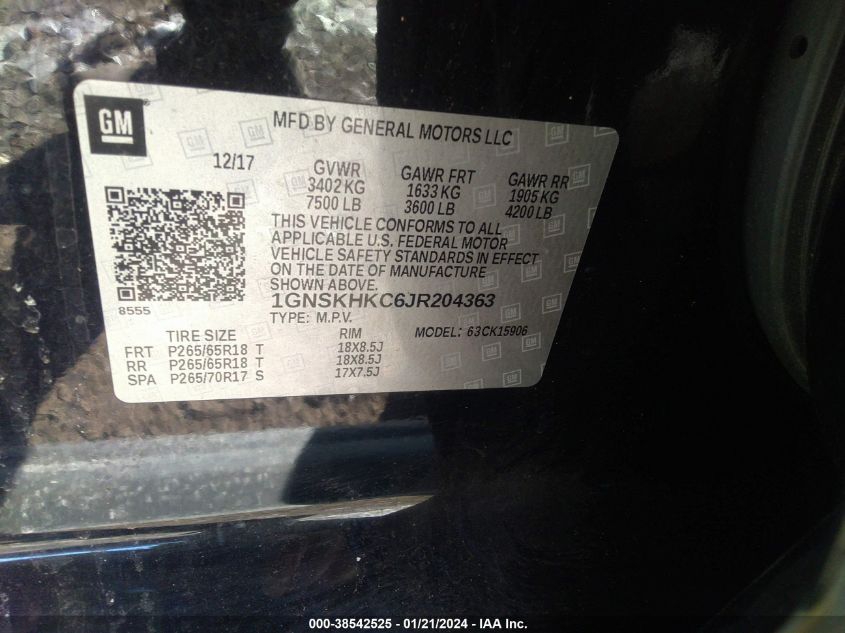 GM
MFD BY GENERAL MOTORS LLC
12/17
GVWR GAWR FRT GAWR RR
3402 KG 1633 KG 1905 KG
7500 LB 3600 LB 4200 LB
THIS VEHICLE CONFORMS TO ALL
APPLICABLE U.S. FEDERAL MOTOR
VEHICLE SAFETY STANDARDS IN EFFECT
ON THE DATE OF MANUFACTURE
SHOWN ABOVE.
8555
1GNSKHKC6JR204363
TYPE: M.P.V. MODEL: 63CK15906
TIRE SIZE RIM
FRT P265/65R18 T 18X8.5J
RR P265/65R18 T 18X8.5J
SPA P265/70R17 S 17X7.5J
000-38542525 - 01/21/2024 - IAA Inc.